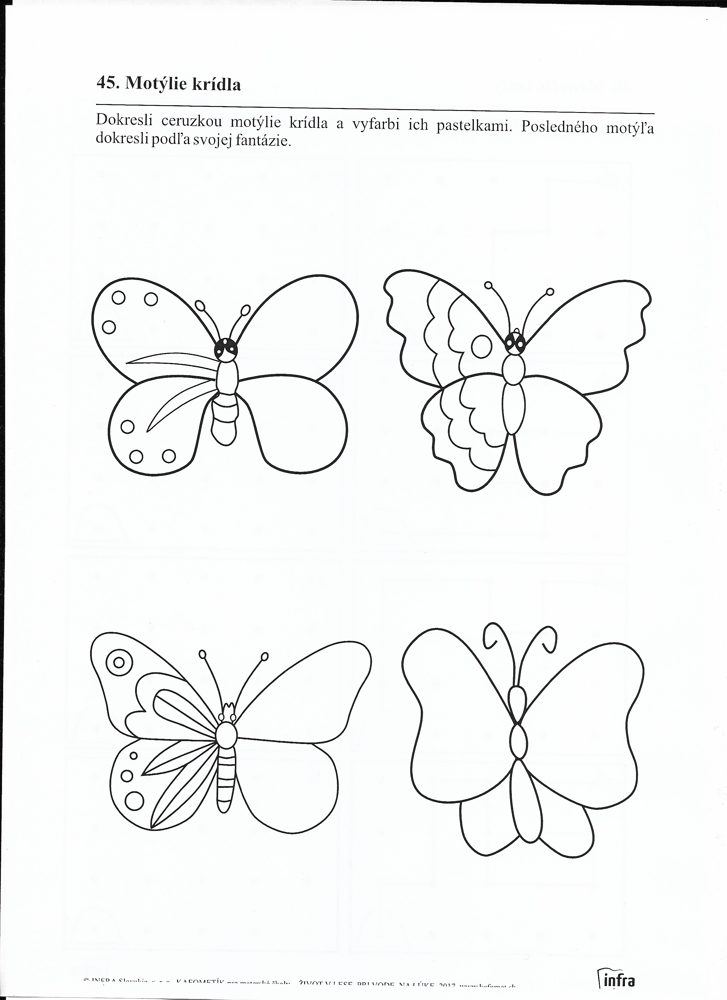 45. Motýlie krídla
Dokresli ceruzkou motýlie krídla a vyfarbi ich pastelkami. Posledného motýľa
dokresli podľa svojej fantázie.
© INFRA Slovakia, s. r. o., KAFOMETÍK pre materské školy, ŽIVOT V LESE, PRI VODE, NA LÚKE, 2017, www.kafomet.sk
infra